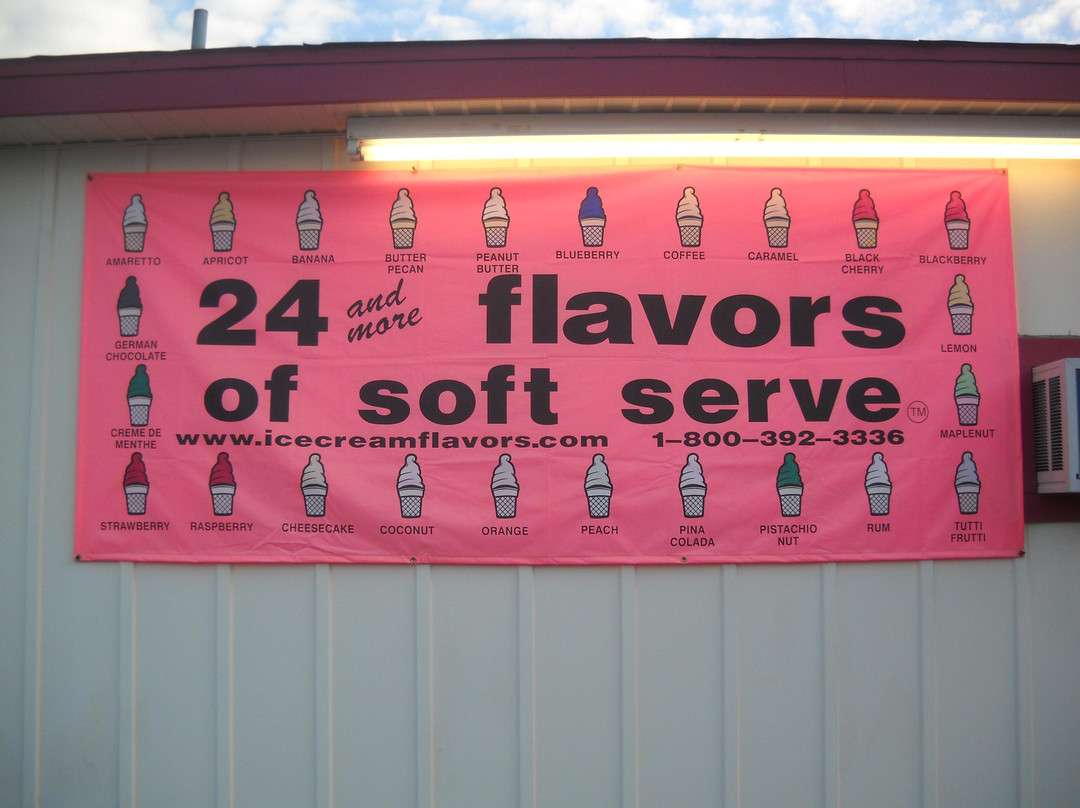 AMARETTO
APRICOT
BANANA
BUTTER
PECAN
PEANUT
BUTTER
BLUEBERRY
COFFEE
CARAMEL
BLACK
CHERRY
BLACKBERRY
GERMAN
CHOCOLATE
LEMON
24 and more flavors
of soft serve TM
CREME DE
MENTHE
MAPLENUT
www.icecreamflavors.com 1-800-392-3336
STRAWBERRY
RASPBERRY
CHEESECAKE
COCONUT
ORANGE
PEACH
PINA
COLADA
PISTACHIO
NUT
RUM
TUTTI
FRUTTI